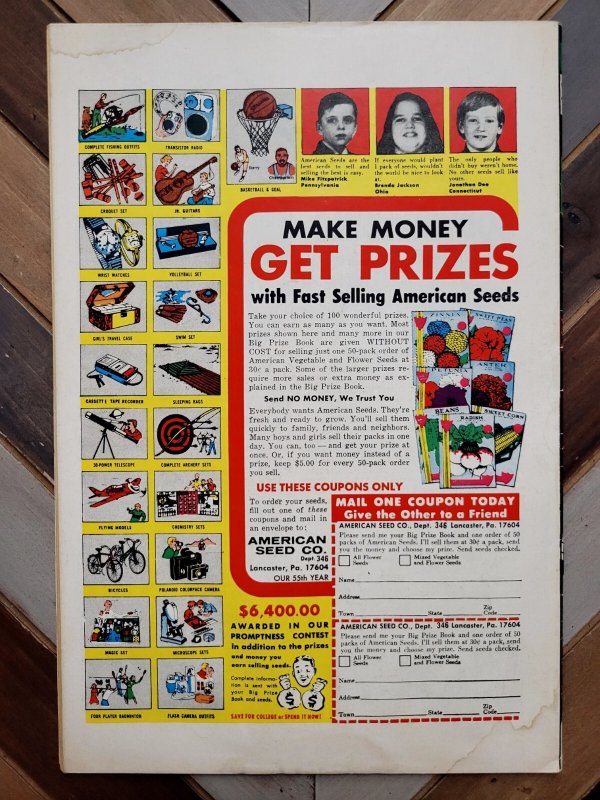 COMPLETE FISHING OUTFITS
TRANSISTOR RADIO
CROQUET SET
JR. GUITARS
BASKETBALL & GOAL
WRIST WATCHES
VOLLEYBALL SET
GIRL'S TRAVEL CASE
SWIM SET
CASSETTE TAPE RECORDER
SLEEPING BAGS
30-POWER TELESCOPE
COMPLETE ARCHERY SETS
FLYING MODELS
CHEMISTRY SETS
BICYCLES
POLAROID COLORPACK CAMERA
MAGIC SET
MICROSCOPE SETS
FOUR PLAYER BADMINTON
FLASH CAMERA OUTFITS
American Seeds are the
best seeds to sell and
selling the best is easy.
Mike Fitzpatrick
Pennsylvania
If everyone would plant
1 pack of seeds, wouldn't
the world be nice to look
at.
Brenda Jackson
Ohio
The only people who
didn't buy weren't home.
No other seeds sell like
yours.
Jonathan Dee
Connecticut
MAKE MONEY
GET PRIZES
with Fast Selling American Seeds
Take your choice of 100 wonderful prizes.
You can earn as many as you want. Most
prizes shown here and many more in our
Big Prize Book are given WITHOUT
COST for selling just one 50-pack order of
American Vegetable and Flower Seeds at
30¢ a pack. Some of the larger prizes re-
quire more sales or extra money as ex-
plained in the Big Prize Book.
Send NO MONEY, We Trust You
Everybody wants American Seeds. They're
fresh and ready to grow. You'll sell them
quickly to family, friends and neighbors.
Many boys and girls sell their packs in one
day. You can, too — and get your prize at
once. Or, if you want money instead of a
prize, keep $5.00 for every 50-pack order
you sell.
ZINNIA
SWEET PEAS
PETUNIA
ASTER
BEANS
RADISH
SWEET CORN
USE THESE COUPONS ONLY
To order your seeds,
fill out one of these
coupons and mail in
an envelope to:
AMERICAN
SEED CO.
Dept. 346
Lancaster, Pa. 17604
OUR 55th YEAR
$6,400.00
AWARDED IN OUR
PROMPTNESS CONTEST
In addition to the prizes
and money you
earn selling seeds.
Complete informa-
tion is sent with
your Big Prize
Book and seeds.
$ $
SAVE FOR COLLEGE or SPEND IT NOW!
MAIL ONE COUPON TODAY
Give the Other to a Friend
AMERICAN SEED CO., Dept. 346 Lancaster, Pa. 17604
Please send me your Big Prize Book and one order of 50
packs of American Seeds. I'll sell them at 30¢ a pack, send
you the money and choose my prize. Send seeds checked.
All Flower Seeds
Mixed Vegetable and Flower Seeds
Name
Address
Town State Zip Code
AMERICAN SEED CO., Dept. 346 Lancaster, Pa. 17604
Please send me your Big Prize Book and one order of 50
packs of American Seeds. I'll sell them at 30¢ a pack, send
you the money and choose my prize. Send seeds checked.
All Flower Seeds
Mixed Vegetable and Flower Seeds
Name
Address
Town State Zip Code